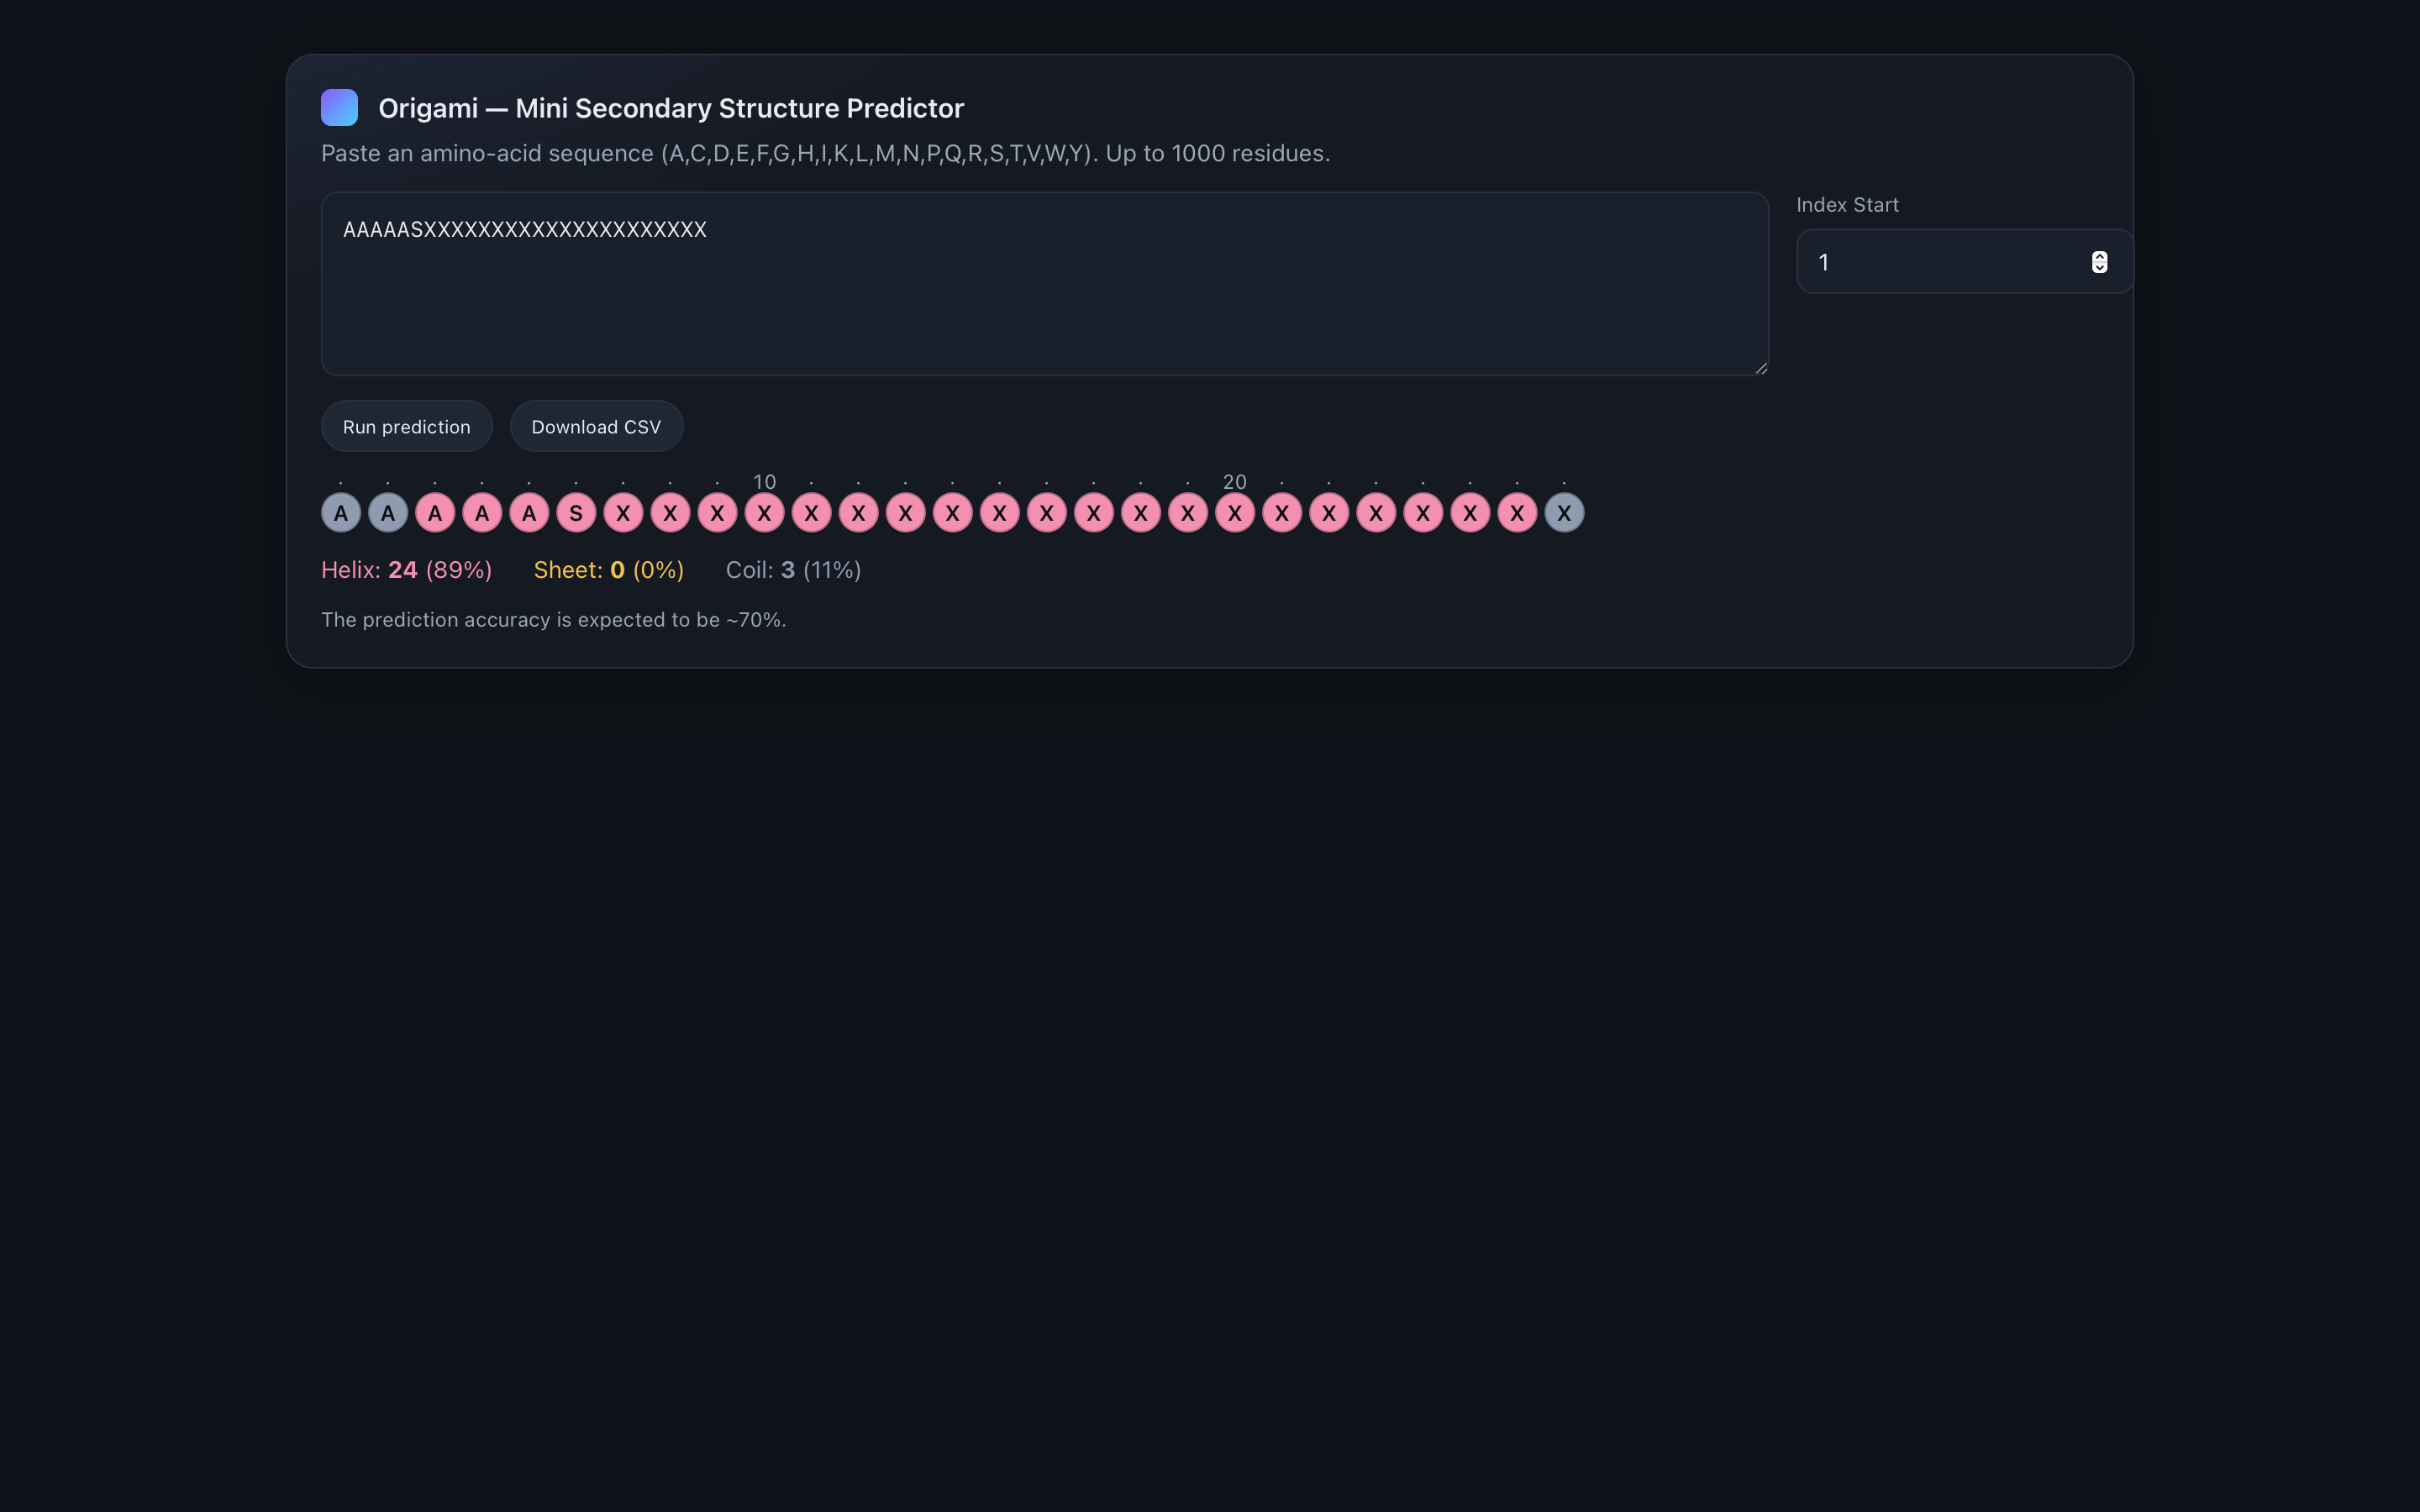 Origami — Mini Secondary Structure Predictor
Paste an amino-acid sequence (A,C,D,E,F,G,H,I,K,L,M,N,P,Q,R,S,T,V,W,Y). Up to 1000 residues.
Index Start
AAAAASXXXXXXXXXXXXXXXXXXXXX
1
Run prediction Download CSV
· · · · · · · · · 10 · · · · · · · · · 20 · · · · · · ·
A A A A A S X X X X X X X X X X X X X X X X X X X X X
Helix: 24 (89%) Sheet: 0 (0%) Coil: 3 (11%)
The prediction accuracy is expected to be ~70%.